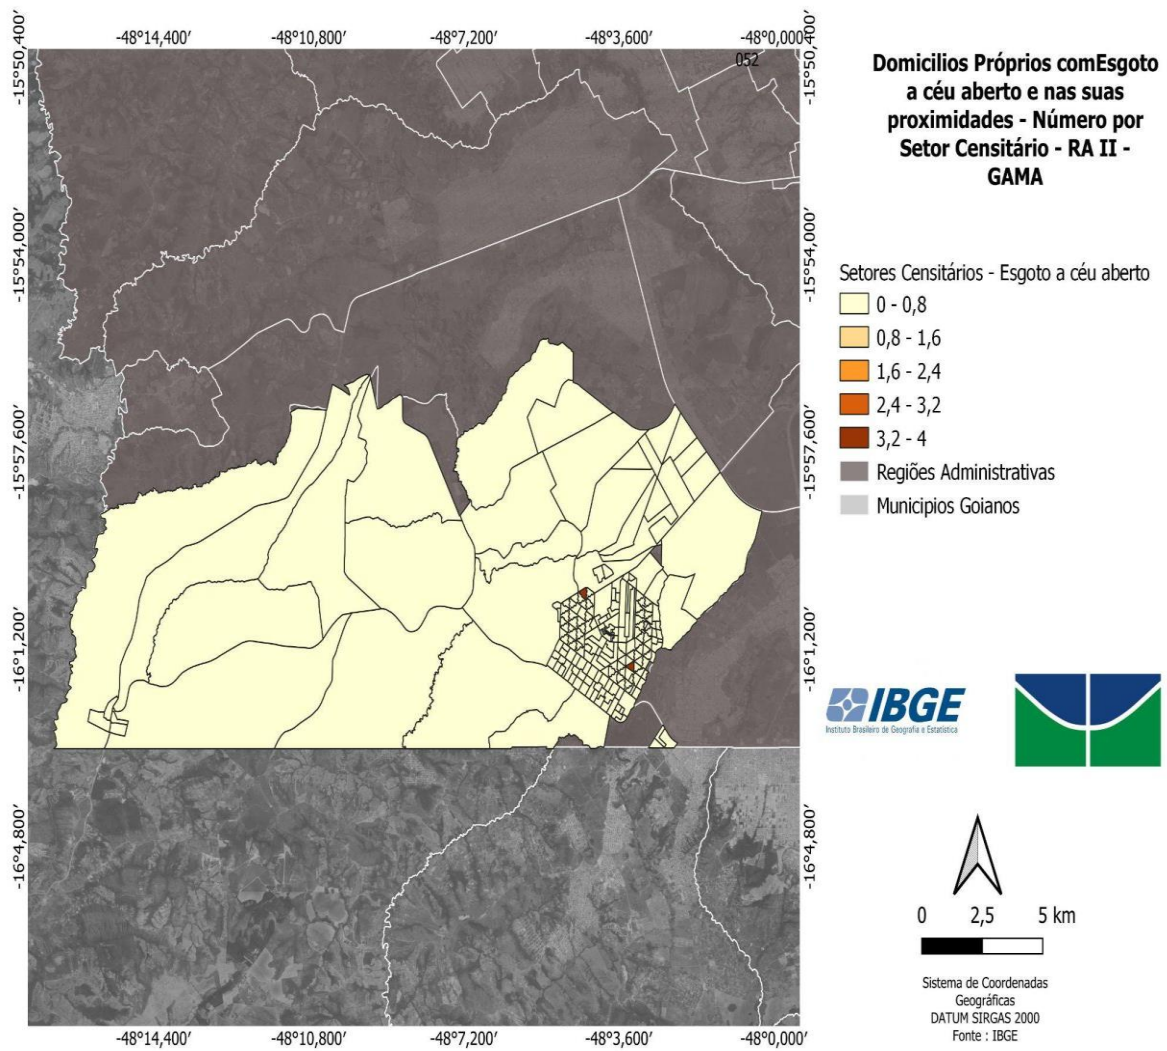 -48°14,400′ -48°10,800′ -48°7,200′ -48°3,600′ -48°0,000′
052
-15°50,400′ -15°50,400′
-15°54,000′ -15°54,000′
-15°57,600′ -15°57,600′
-16°1,200′ -16°1,200′
-16°4,800′ -16°4,800′
-48°14,400′ -48°10,800′ -48°7,200′ -48°3,600′ -48°0,000′
Domicilios Próprios comEsgoto
a céu aberto e nas suas
proximidades - Número por
Setor Censitário - RA II -
GAMA
Setores Censitários - Esgoto a céu aberto
0 - 0,8
0,8 - 1,6
1,6 - 2,4
2,4 - 3,2
3,2 - 4
Regiões Administrativas
Municipios Goianos
IBGE
Instituto Brasileiro de Geografia e Estatística
0 2,5 5 km
Sistema de Coordenadas
Geográficas
DATUM SIRGAS 2000
Fonte : IBGE